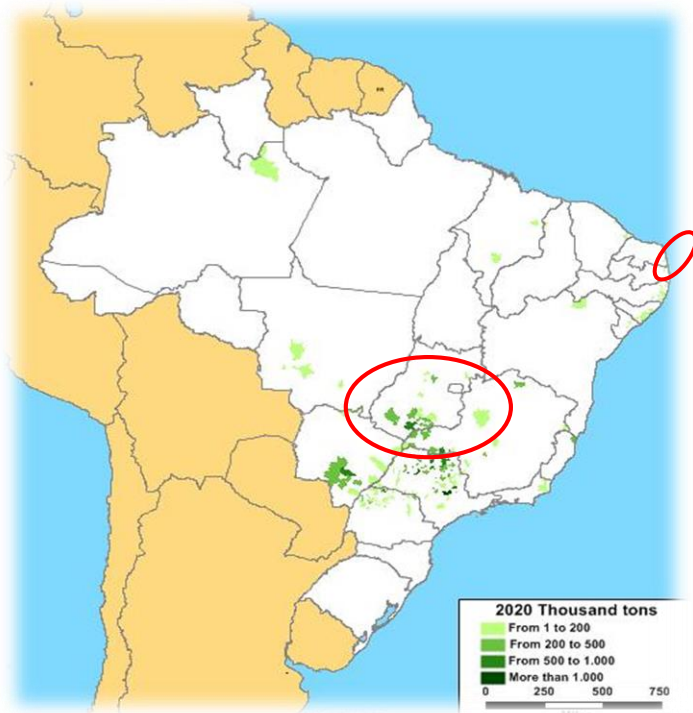 2020 Thousand tons
From 1 to 200
From 200 to 500
From 500 to 1.000
More than 1.000
0 250 500 750